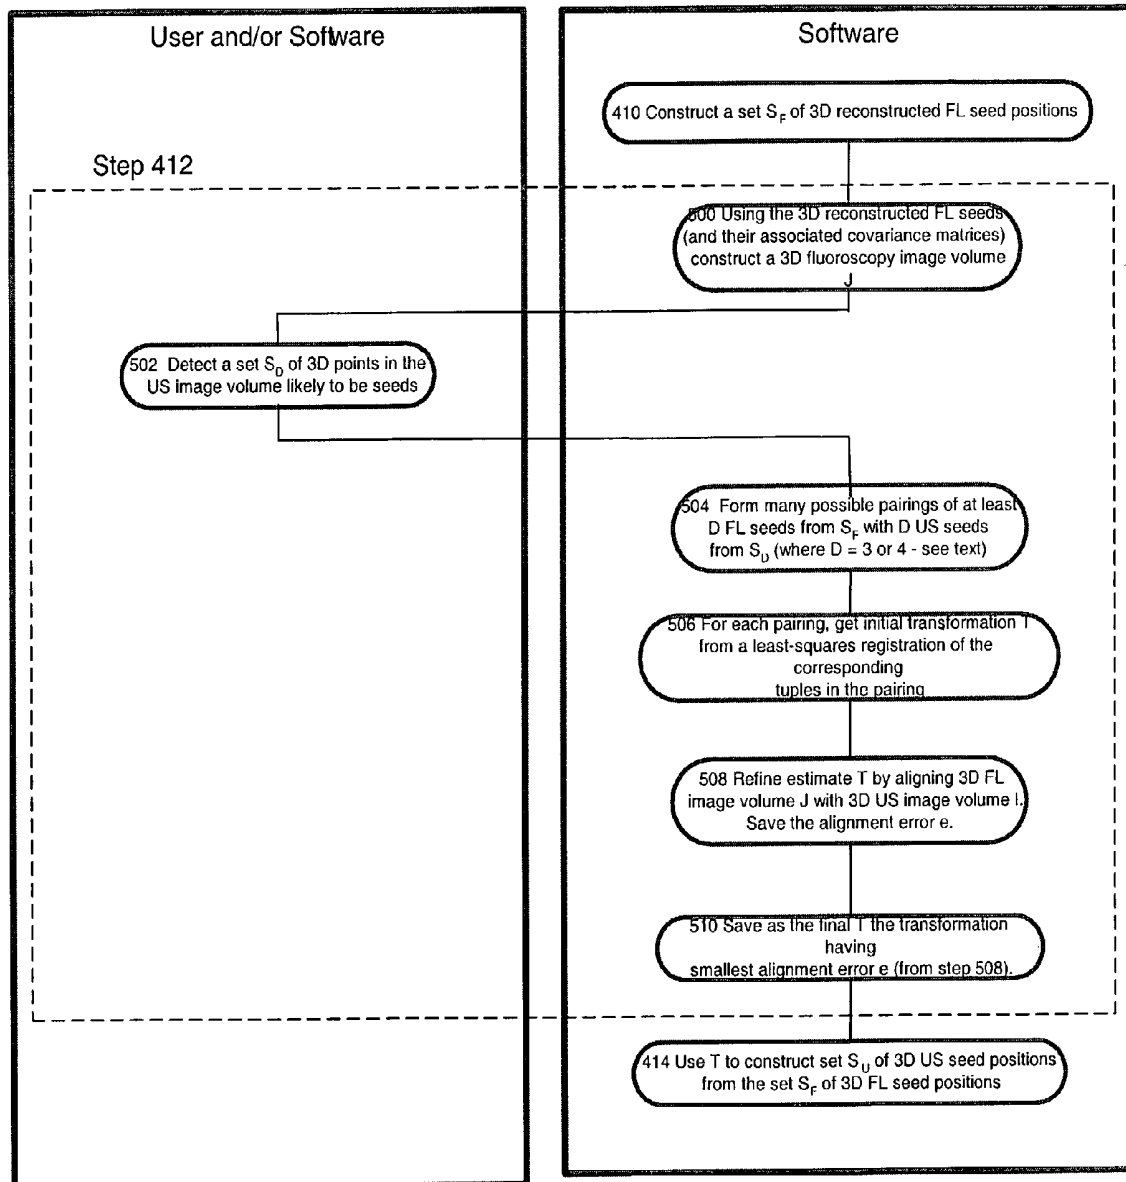 User and/or Software
Software
410 Construct a set S_F of 3D reconstructed FL seed positions
Step 412
500 Using the 3D reconstructed FL seeds
(and their associated covariance matrices)
construct a 3D fluoroscopy image volume
J
502 Detect a set S_D of 3D points in the
US image volume likely to be seeds
504 Form many possible pairings of at least
D FL seeds from S_F with D US seeds
from S_D (where D = 3 or 4 - see text)
506 For each pairing, get initial transformation T
from a least-squares registration of the
corresponding
tuples in the pairing
508 Refine estimate T by aligning 3D FL
image volume J with 3D US image volume I.
Save the alignment error e.
510 Save as the final T the transformation
having
smallest alignment error e (from step 508).
414 Use T to construct set S_U of 3D US seed positions
from the set S_F of 3D FL seed positions